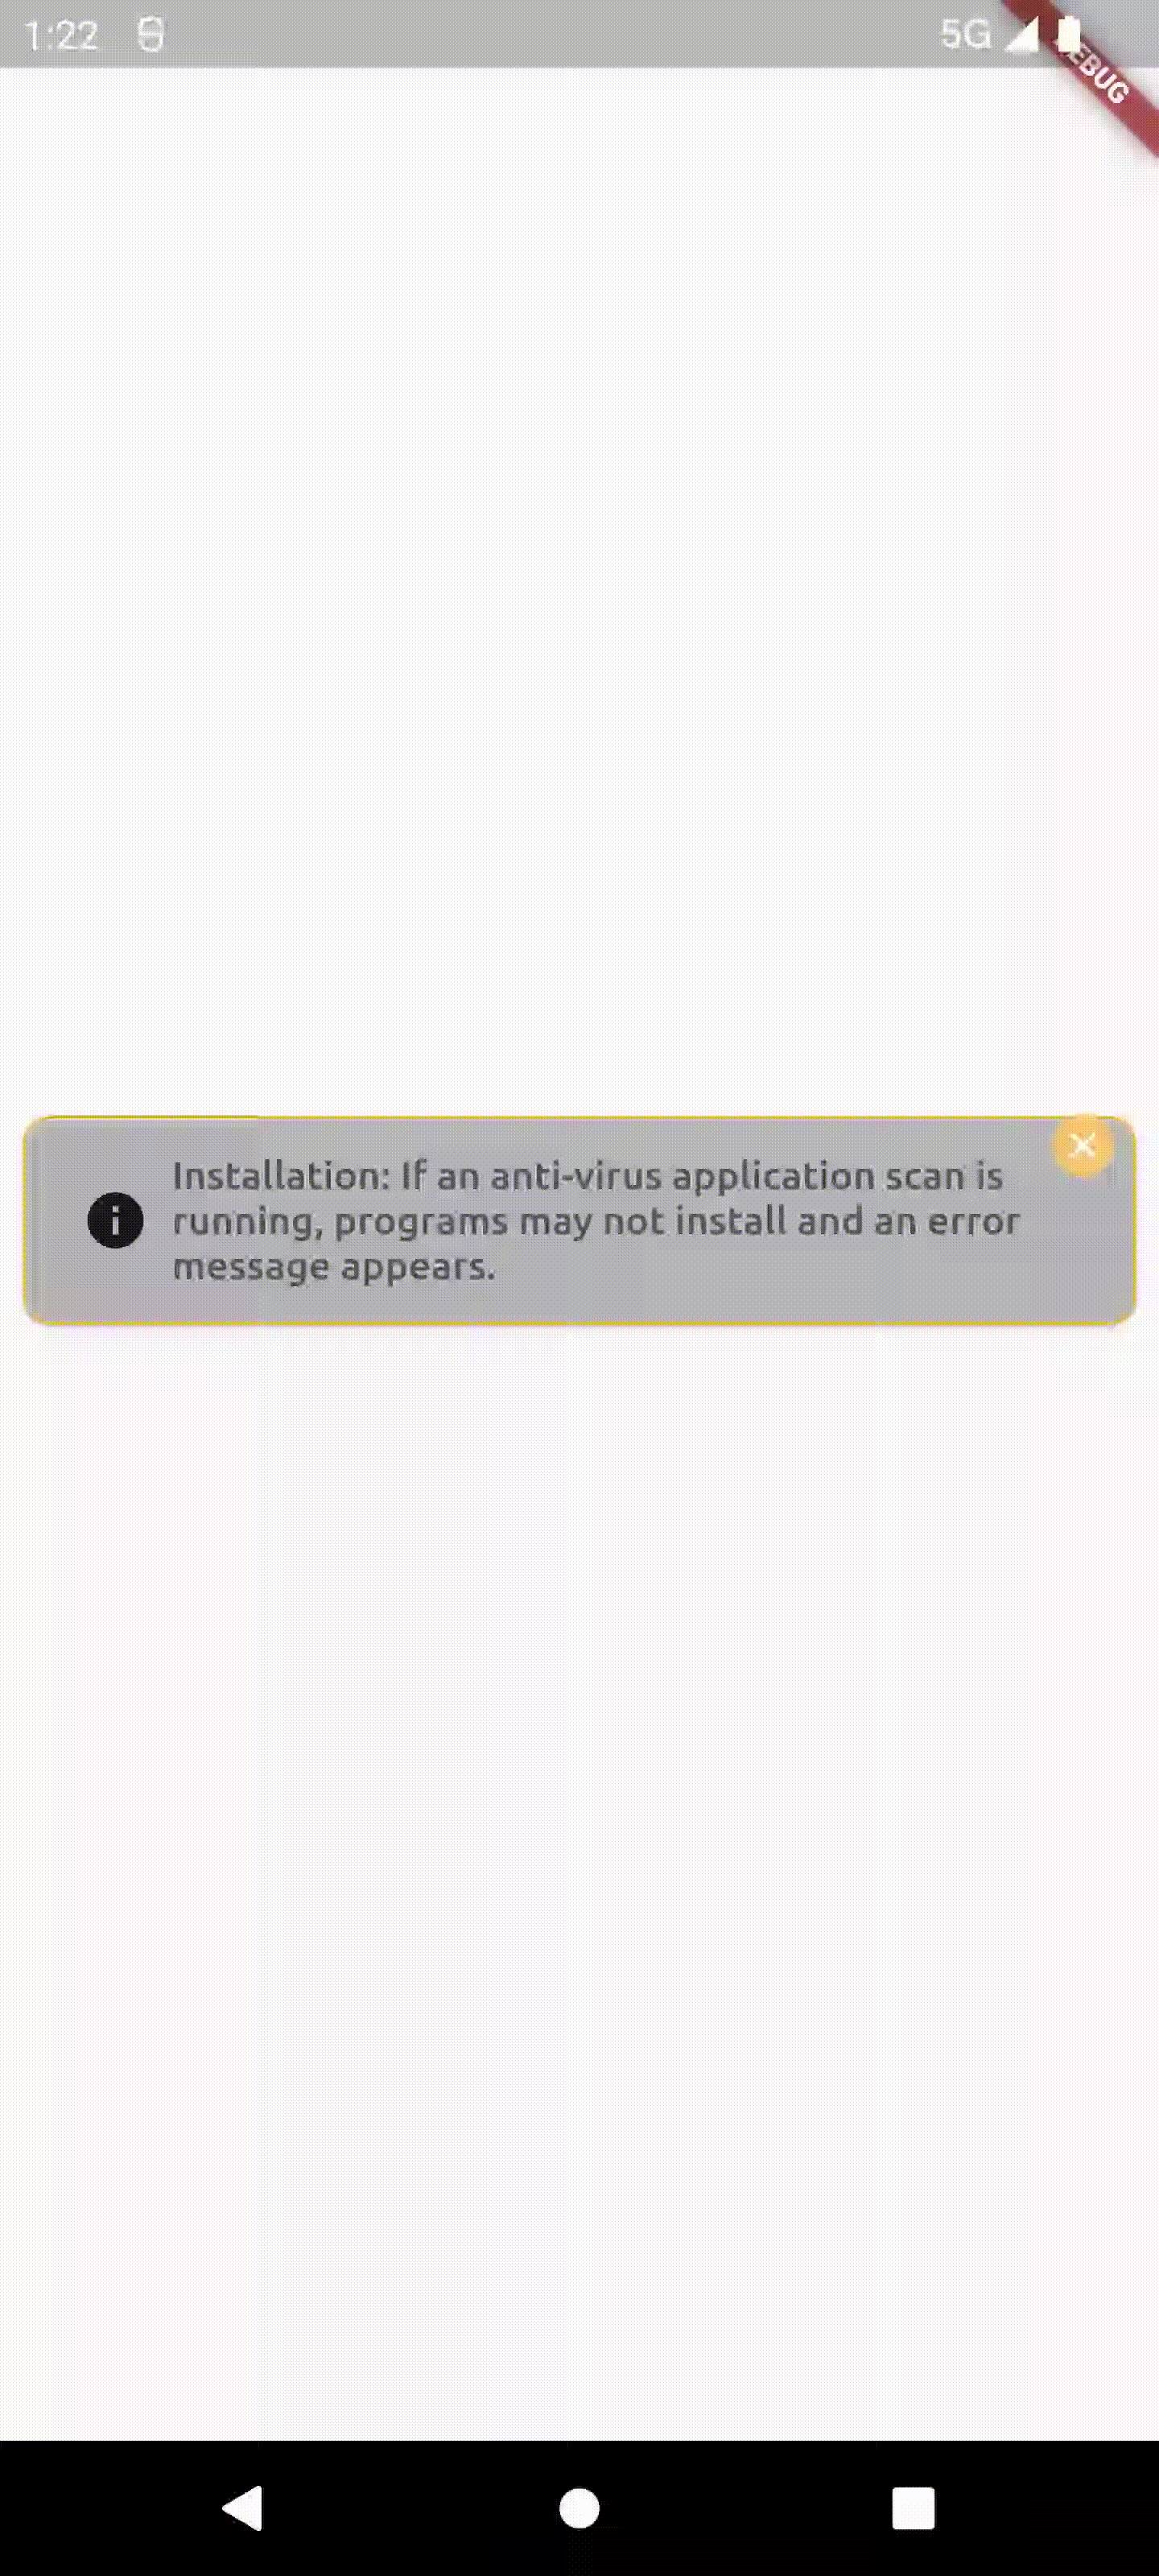 1:22
5G
DEBUG
Installation: If an anti-virus application scan is
running, programs may not install and an error
message appears.